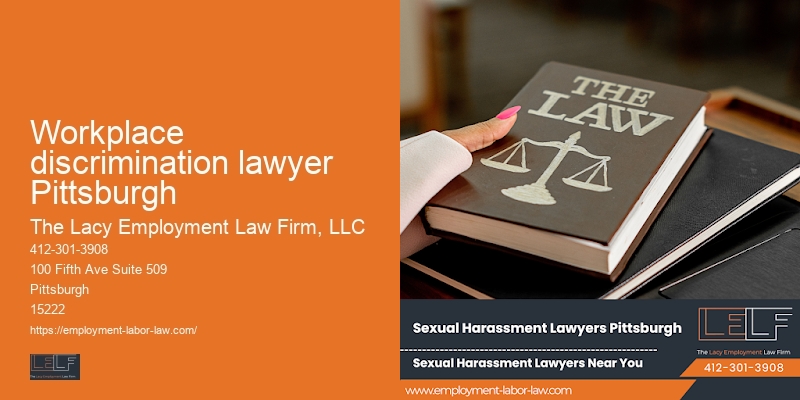 Workplace
discrimination lawyer
Pittsburgh
The Lacy Employment Law Firm, LLC
412-301-3908
100 Fifth Ave Suite 509
Pittsburgh
15222
https://employment-labor-law.com/
LELF
THE
LAW
Sexual Harassment Lawyers Pittsburgh
Sexual Harassment Lawyers Near You
www.employment-labor-law.com
LELF
The Lacy Employment Law Firm
412-301-3908